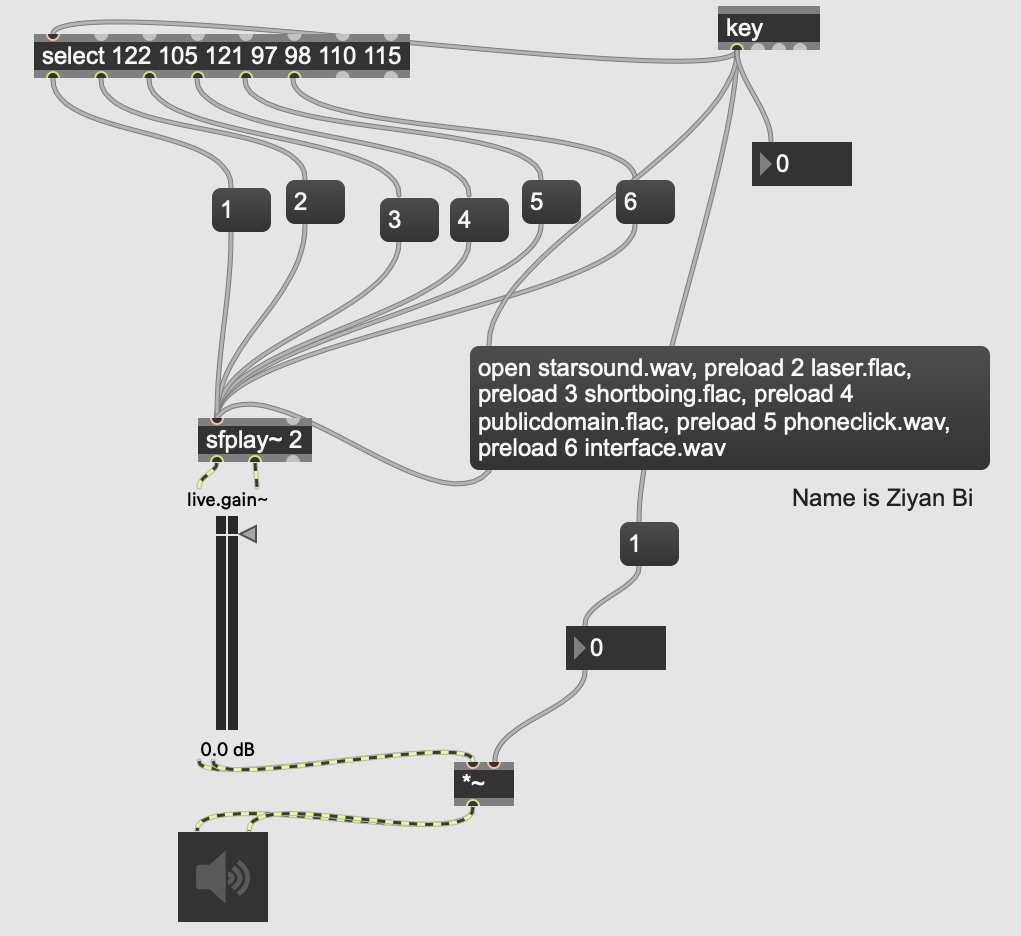 key
select 122 105 121 97 98 110 115
0
1
2
3
4
5
6
open starsound.wav, preload 2 laser.flac,
preload 3 shortboing.flac, preload 4
publicdomain.flac, preload 5 phoneclick.wav,
preload 6 interface.wav
sfplay~ 2
live.gain~
Name is Ziyan Bi
1
0
0.0 dB
*~